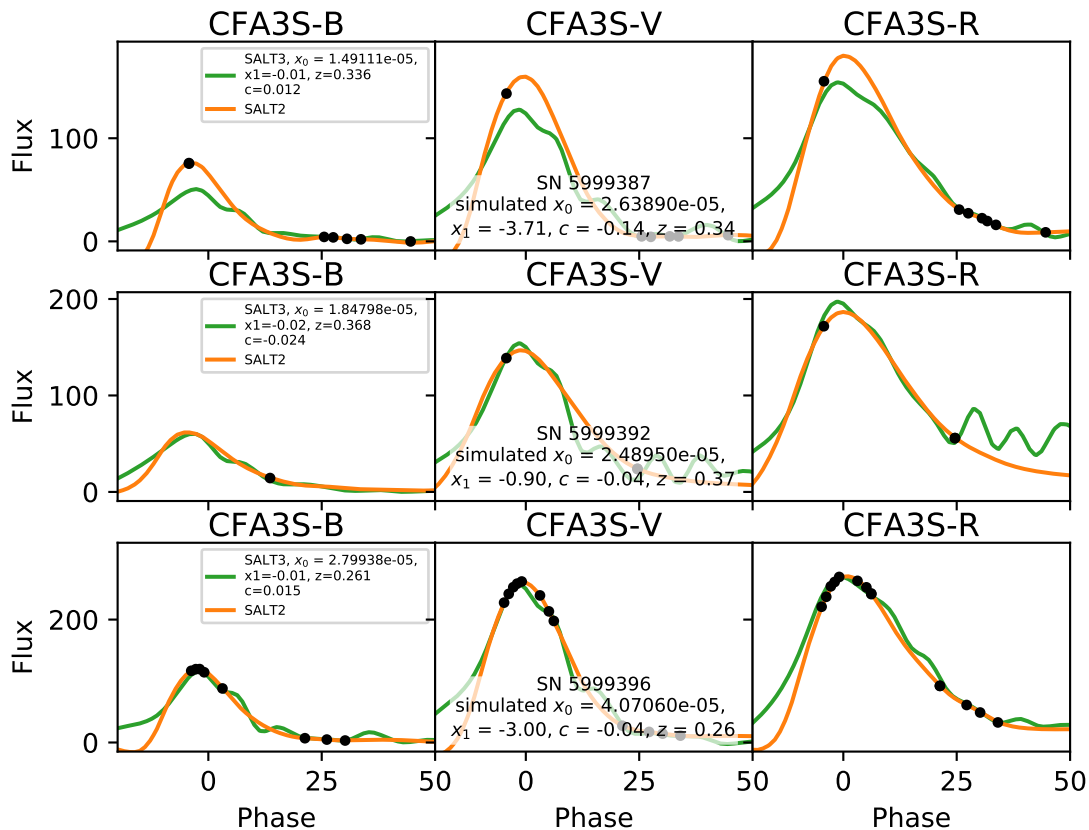 CFA3S-B
CFA3S-V
CFA3S-R
SALT3, x0 = 1.49111e-05,
x1=-0.01, z=0.336
c=0.012
SALT2
SN 5999387
simulated x0 = 2.63890e-05,
x1 = -3.71, c = -0.14, z = 0.34
Flux
100
0
CFA3S-B
CFA3S-V
CFA3S-R
SALT3, x0 = 1.84798e-05,
x1=-0.02, z=0.368
c=-0.024
SALT2
SN 5999392
simulated x0 = 2.48950e-05,
x1 = -0.90, c = -0.04, z = 0.37
Flux
200
100
0
CFA3S-B
CFA3S-V
CFA3S-R
SALT3, x0 = 2.79938e-05,
x1=-0.01, z=0.261
c=0.015
SALT2
SN 5999396
simulated x0 = 4.07060e-05,
x1 = -3.00, c = -0.04, z = 0.26
Flux
200
0
0 25 50
0 25 50
0 25 50
Phase
Phase
Phase